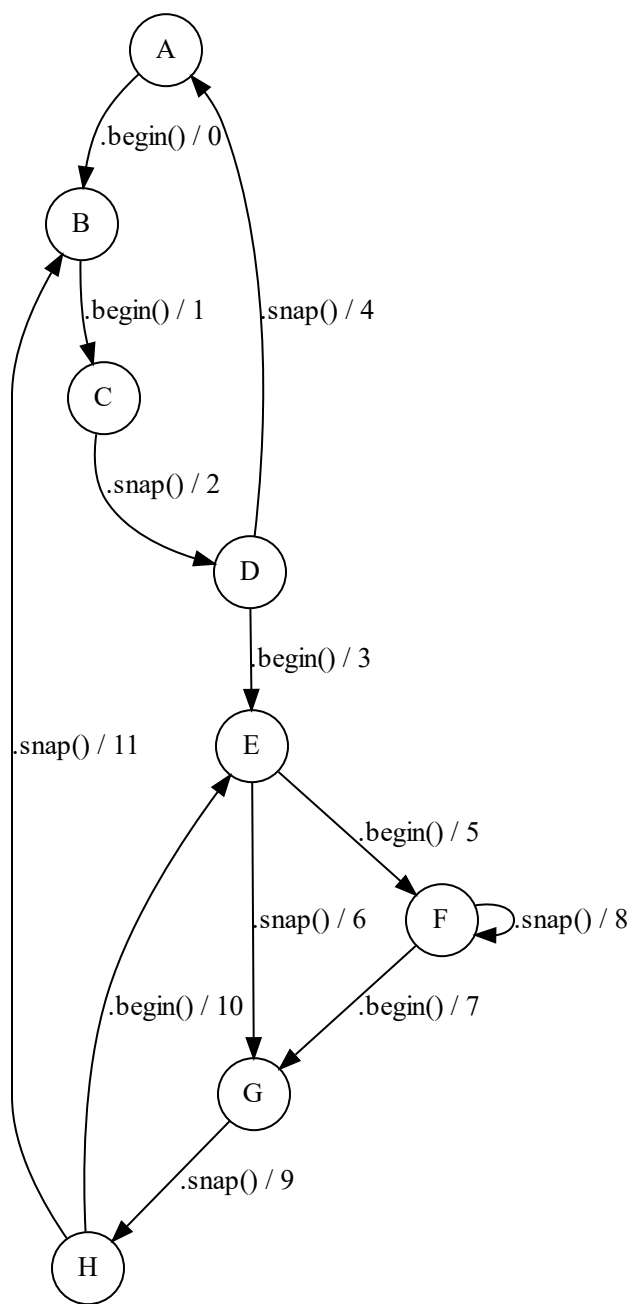 A
.begin() / 0
B
.begin() / 1
.snap() / 4
C
.snap() / 2
D
.begin() / 3
.snap() / 11
E
.begin() / 5
.snap() / 6
F
.snap() / 8
.begin() / 10
.begin() / 7
G
.snap() / 9
H